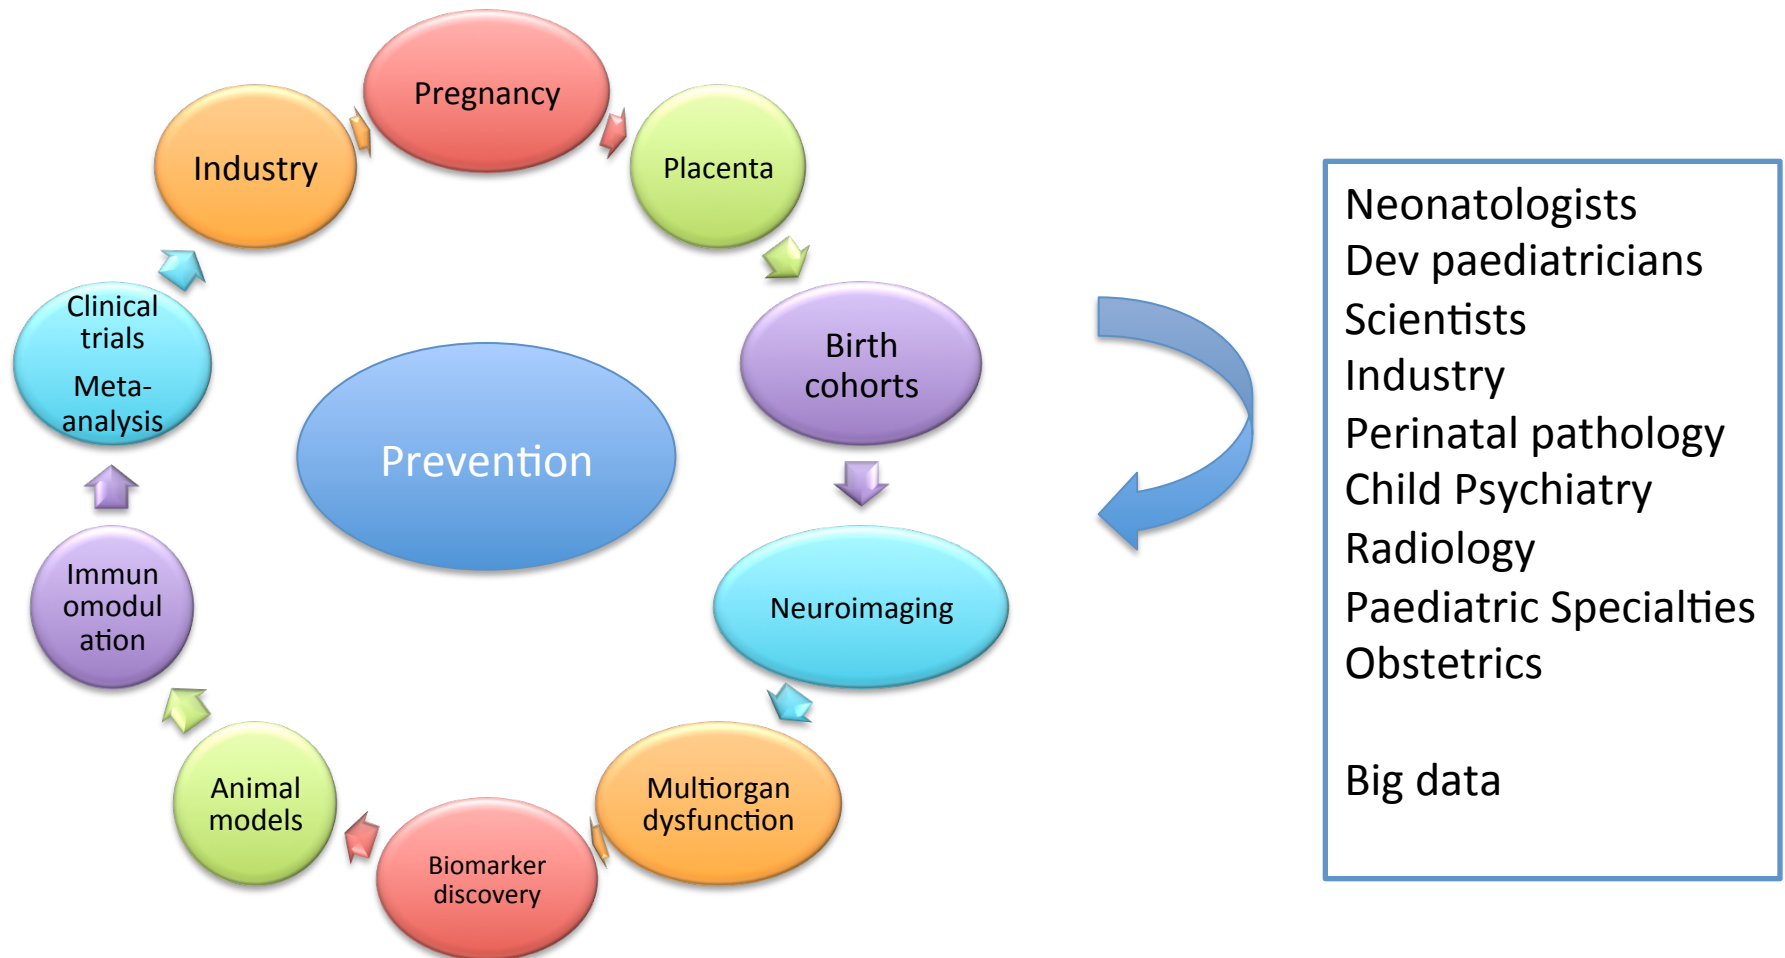 Pregnancy
Placenta
Birth
cohorts
Neuroimaging
Multiorgan
dysfunction
Biomarker
discovery
Animal
models
Immun
omodul
ation
Clinical
trials
Meta-
analysis
Industry
Prevention
Neonatologists
Dev paediatricians
Scientists
Industry
Perinatal pathology
Child Psychiatry
Radiology
Paediatric Specialties
Obstetrics
Big data